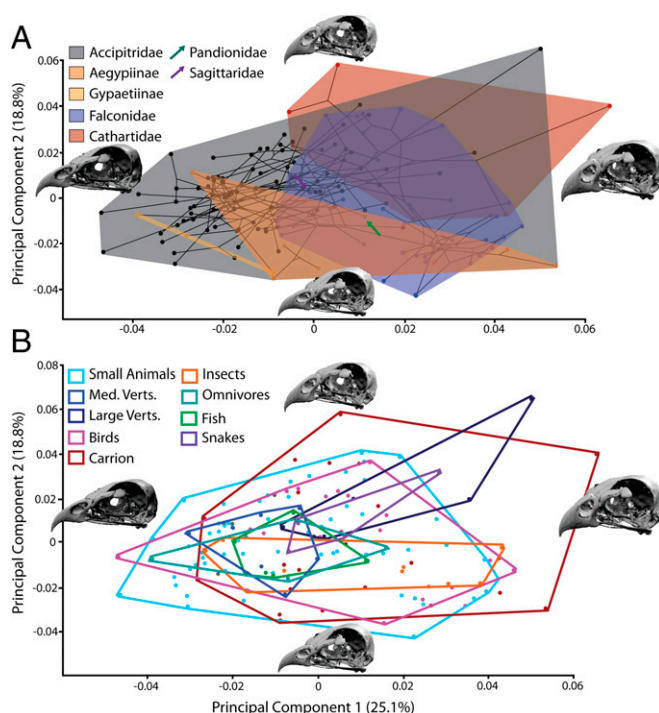 A
Accipitridae
Aegypiinae
Gypaetiinae
Falconidae
Cathartidae
Pandionidae
Sagittaridae
Principal Component 2 (18.8%)
0.06
0.04
0.02
0
-0.02
-0.04
-0.04
-0.02
0
0.02
0.04
0.06
B
Small Animals
Med. Verts.
Large Verts.
Birds
Carrion
Insects
Omnivores
Fish
Snakes
Principal Component 2 (18.8%)
0.08
0.06
0.04
0.02
0
-0.02
-0.04
-0.04
-0.02
0
0.02
0.04
0.06
Principal Component 1 (25.1%)